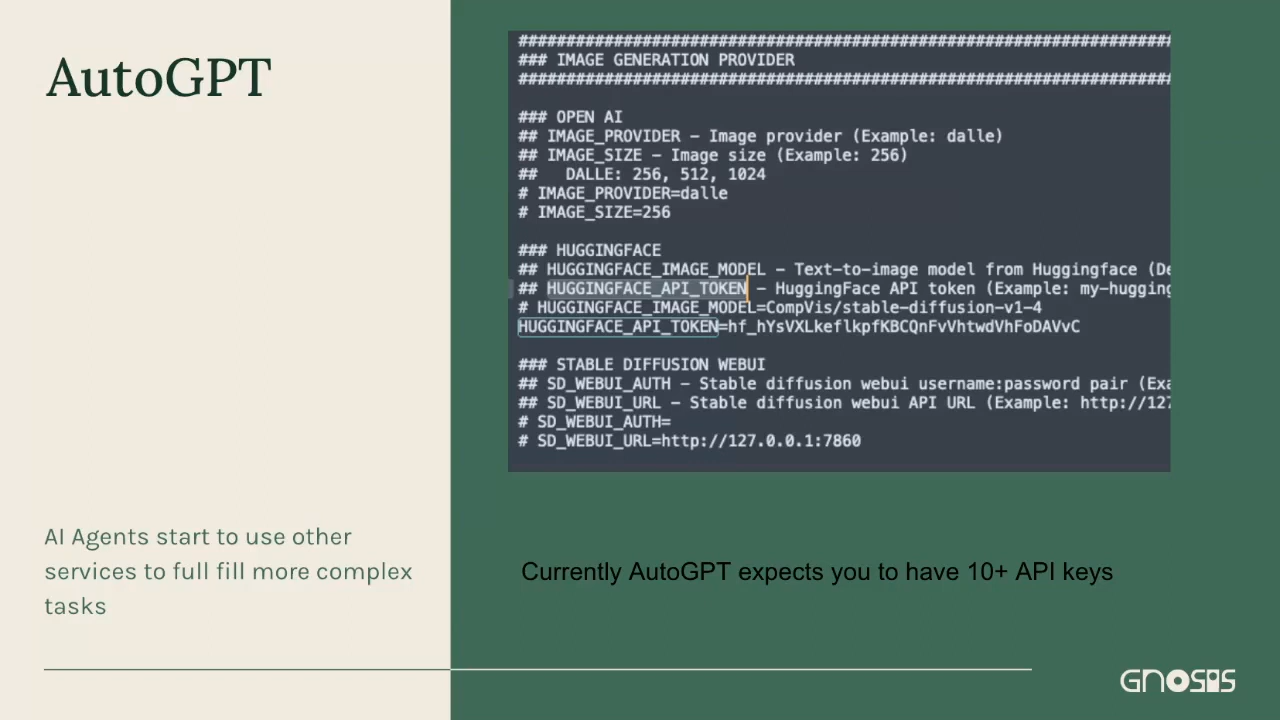 AutoGPT
AI Agents start to use other
services to full fill more complex
tasks
######################################################################
### IMAGE GENERATION PROVIDER
######################################################################
### OPEN AI
## IMAGE_PROVIDER - Image provider (Example: dalle)
## IMAGE_SIZE - Image size (Example: 256)
##   DALLE: 256, 512, 1024
# IMAGE_PROVIDER=dalle
# IMAGE_SIZE=256
### HUGGINGFACE
## HUGGINGFACE_IMAGE_MODEL - Text-to-image model from Huggingface (De
## HUGGINGFACE_API_TOKEN - HuggingFace API token (Example: my-hugging
# HUGGINGFACE_IMAGE_MODEL=CompVis/stable-diffusion-v1-4
HUGGINGFACE_API_TOKEN=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
### STABLE DIFFUSION WEBUI
## SD_WEBUI_AUTH - Stable diffusion webui username:password pair (Exa
## SD_WEBUI_URL - Stable diffusion webui API URL (Example: http://127
# SD_WEBUI_AUTH=
# SD_WEBUI_URL=http://127.0.0.1:7860
Currently AutoGPT expects you to have 10+ API keys
GNOSIS